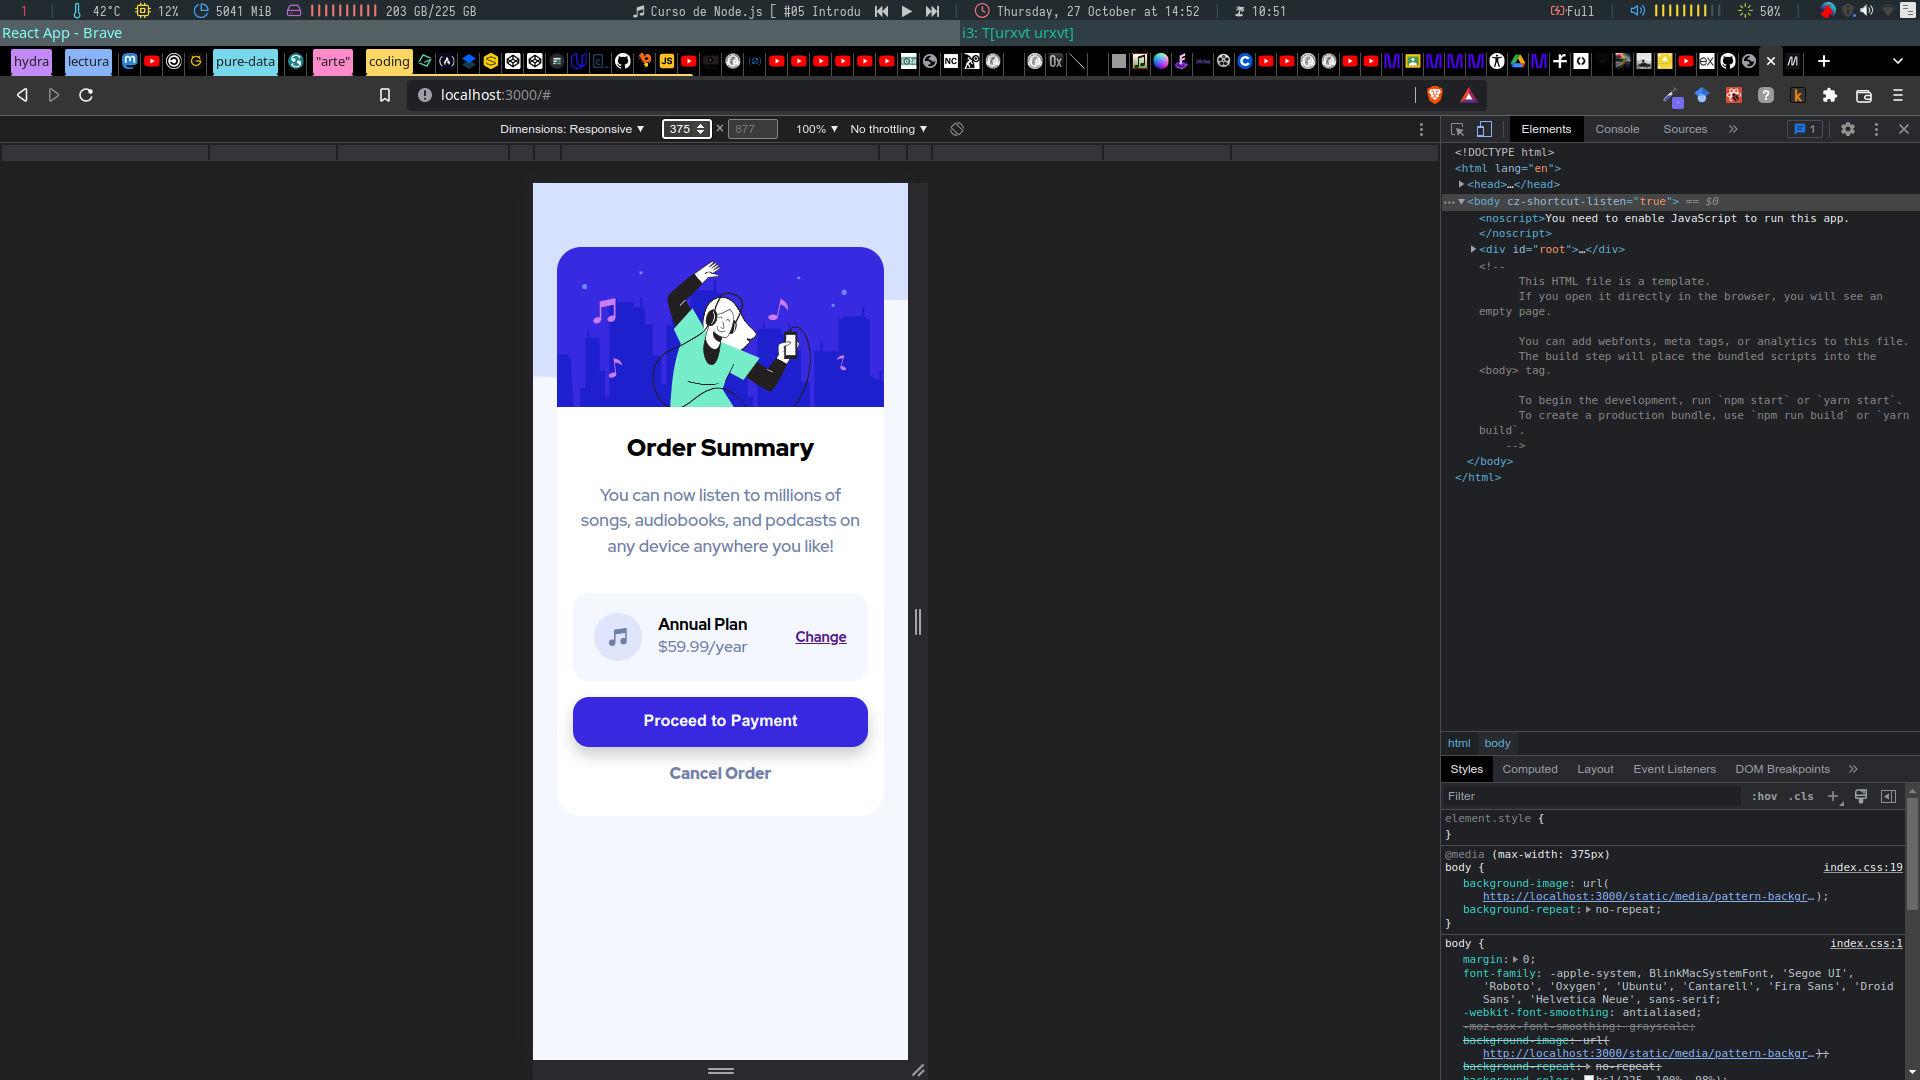 1 42°C 12% 5041 MiB 203 GB/225 GB Curso de Node.js [ #05 Introdu Thursday, 27 October at 14:52 10:51 Full 50%
React App - Brave i3: T[urxvt urxvt]
hydra lectura pure-data "arte" coding
localhost:3000/#
Dimensions: Responsive 375 × 877 100% No throttling
Elements Console Sources 1
<!DOCTYPE html>
<html lang="en">
<head>…</head>
<body cz-shortcut-listen="true"> == $0
<noscript>You need to enable JavaScript to run this app.
</noscript>
<div id="root">…</div>
<!--
This HTML file is a template.
If you open it directly in the browser, you will see an
empty page.
You can add webfonts, meta tags, or analytics to this file.
The build step will place the bundled scripts into the
<body> tag.
To begin the development, run `npm start` or `yarn start`.
To create a production bundle, use `npm run build` or `yarn
build`.
-->
</body>
</html>
Order Summary
You can now listen to millions of
songs, audiobooks, and podcasts on
any device anywhere you like!
Annual Plan
$59.99/year
Change
Proceed to Payment
Cancel Order
html body
Styles Computed Layout Event Listeners DOM Breakpoints
Filter :hov .cls
element.style {
}
@media (max-width: 375px)
body { index.css:19
background-image: url(
http://localhost:3000/static/media/pattern-backgr…);
background-repeat: no-repeat;
}
body { index.css:1
margin: 0;
font-family: -apple-system, BlinkMacSystemFont, 'Segoe UI',
'Roboto', 'Oxygen', 'Ubuntu', 'Cantarell', 'Fira Sans', 'Droid
Sans', 'Helvetica Neue', sans-serif;
-webkit-font-smoothing: antialiased;
-moz-osx-font-smoothing: grayscale;
background-image: url(
http://localhost:3000/static/media/pattern-backgr…);
background-repeat: no-repeat;
background-color: hsl(225, 100%, 98%);